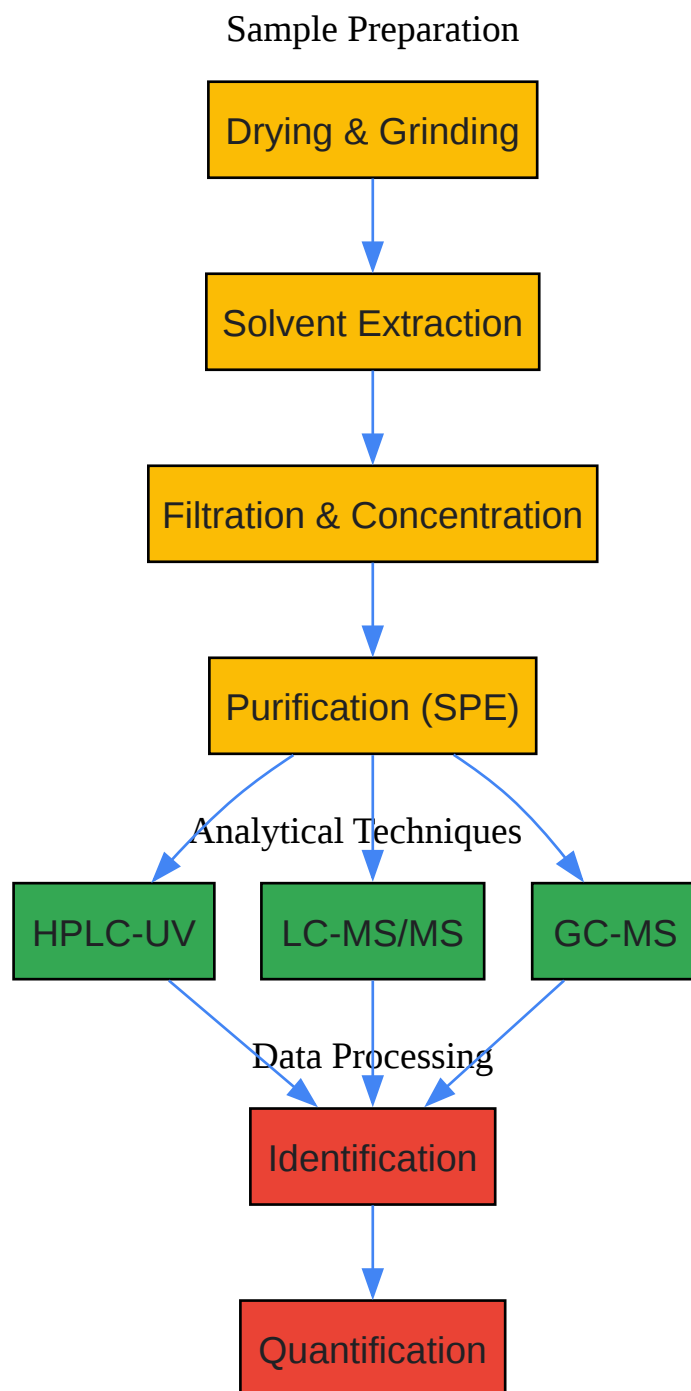 Sample Preparation
Drying & Grinding
Solvent Extraction
Filtration & Concentration
Purification (SPE)
Analytical Techniques
HPLC-UV
LC-MS/MS
GC-MS
Data Processing
Identification
Quantification